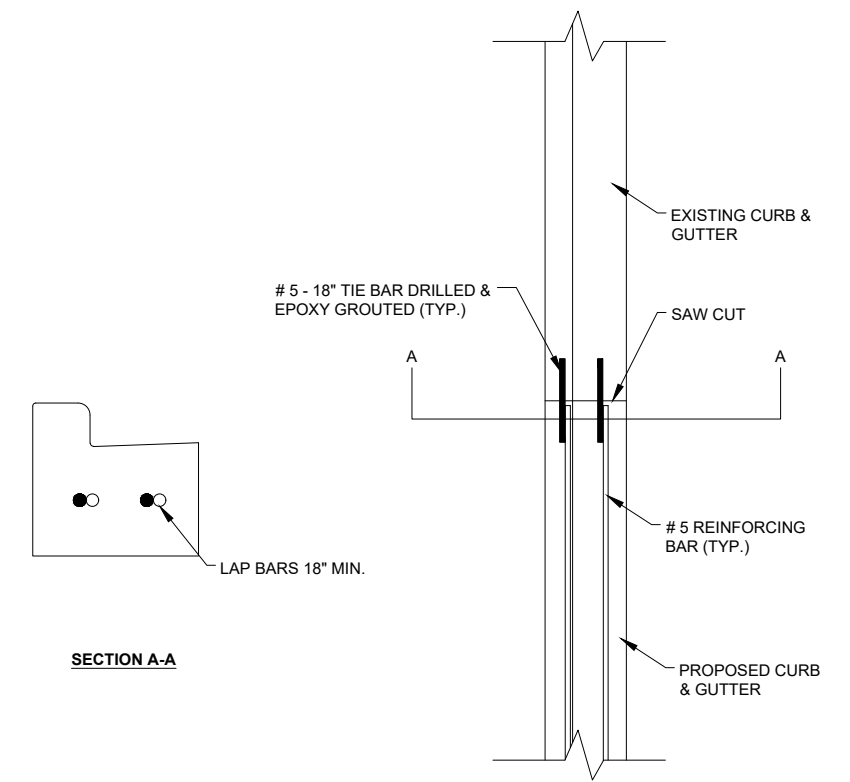 EXISTING CURB &
GUTTER
# 5 - 18" TIE BAR DRILLED &
EPOXY GROUTED (TYP.)
SAW CUT
A
A
# 5 REINFORCING
BAR (TYP.)
LAP BARS 18" MIN.
SECTION A-A
PROPOSED CURB
& GUTTER